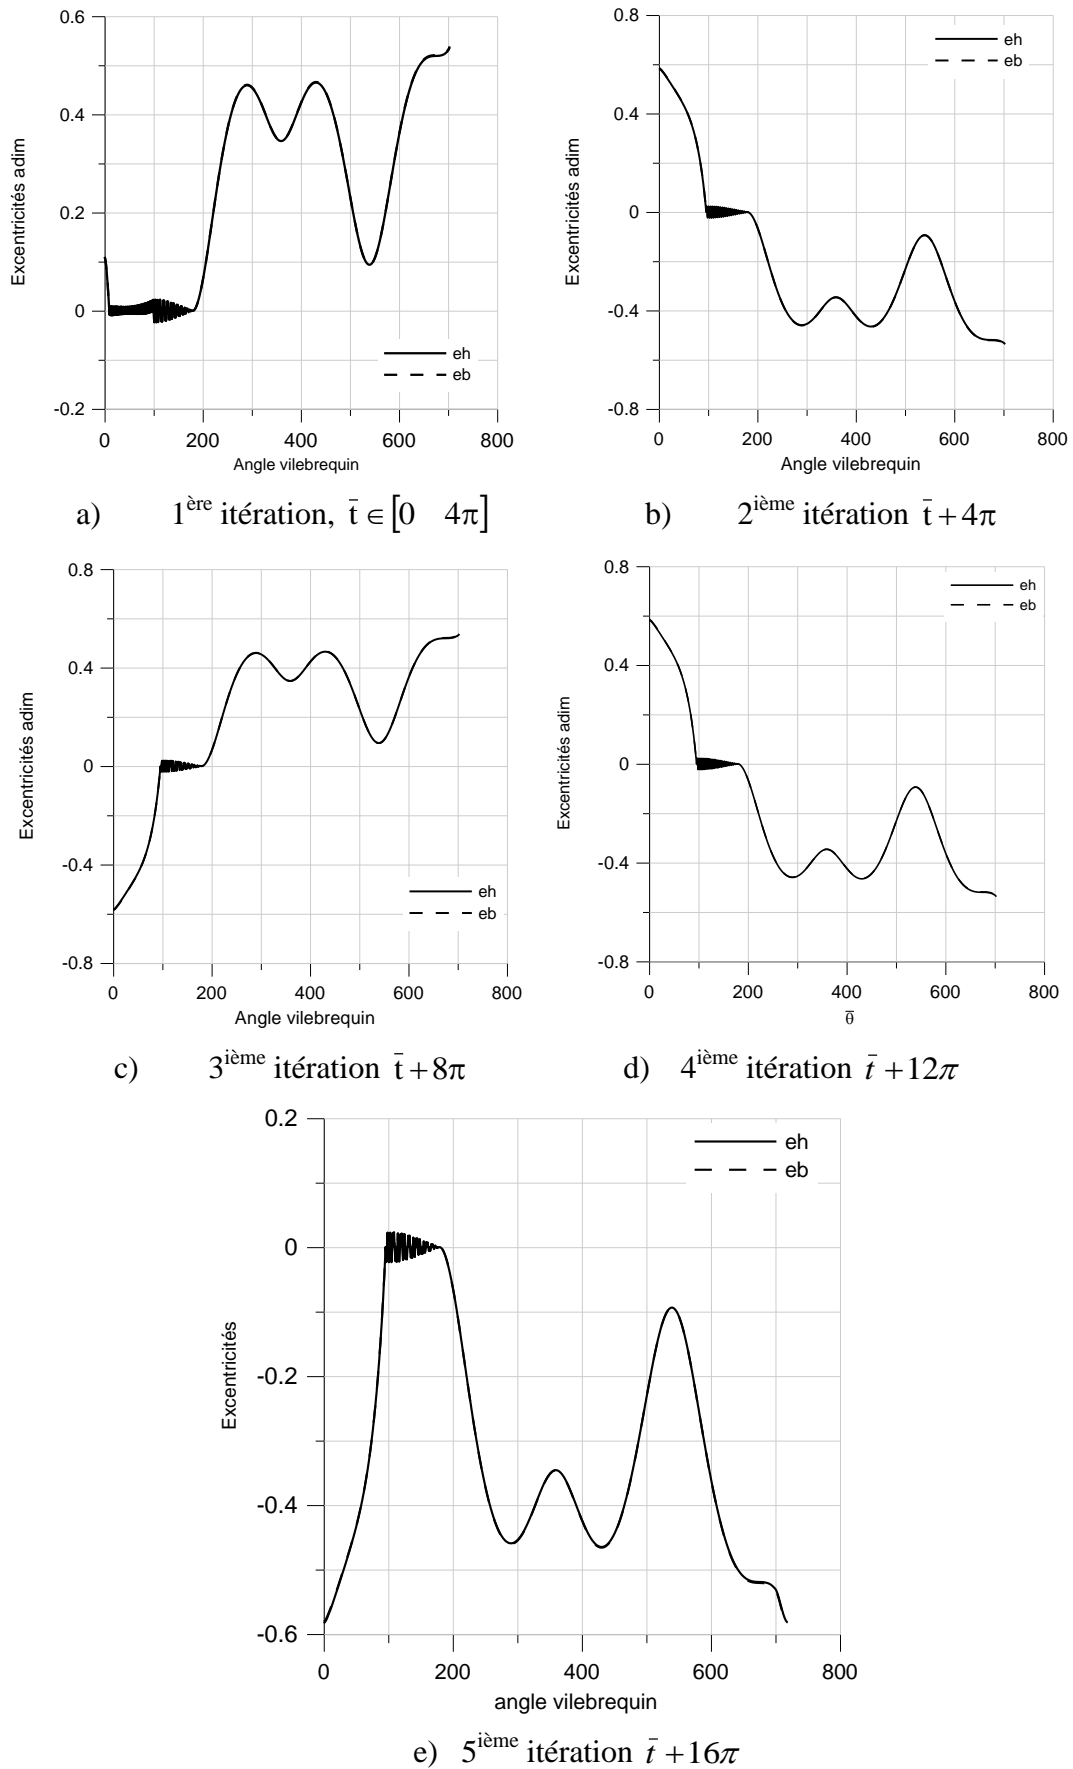 0.6
0.4
0.2
0
-0.2
Excentricités adim
eh
eb
0 200 400 600 800
Angle vilebrequin
a) 1ère itération, t̄ ∈ [0 4π]
0.8
0.4
0
-0.4
-0.8
Excentricités adim
eh
eb
0 200 400 600 800
Angle vilebrequin
b) 2ième itération t̄ + 4π
0.8
0.4
0
-0.4
-0.8
Excentricités adim
eh
eb
0 200 400 600 800
Angle vilebrequin
c) 3ième itération t̄ + 8π
0.8
0.4
0
-0.4
-0.8
Excentricités adim
eh
eb
0 200 400 600 800
θ̄
d) 4ième itération t̄ + 12π
0.2
0
-0.2
-0.4
-0.6
Excentricités
eh
eb
0 200 400 600 800
angle vilebrequin
e) 5ième itération t̄ + 16π